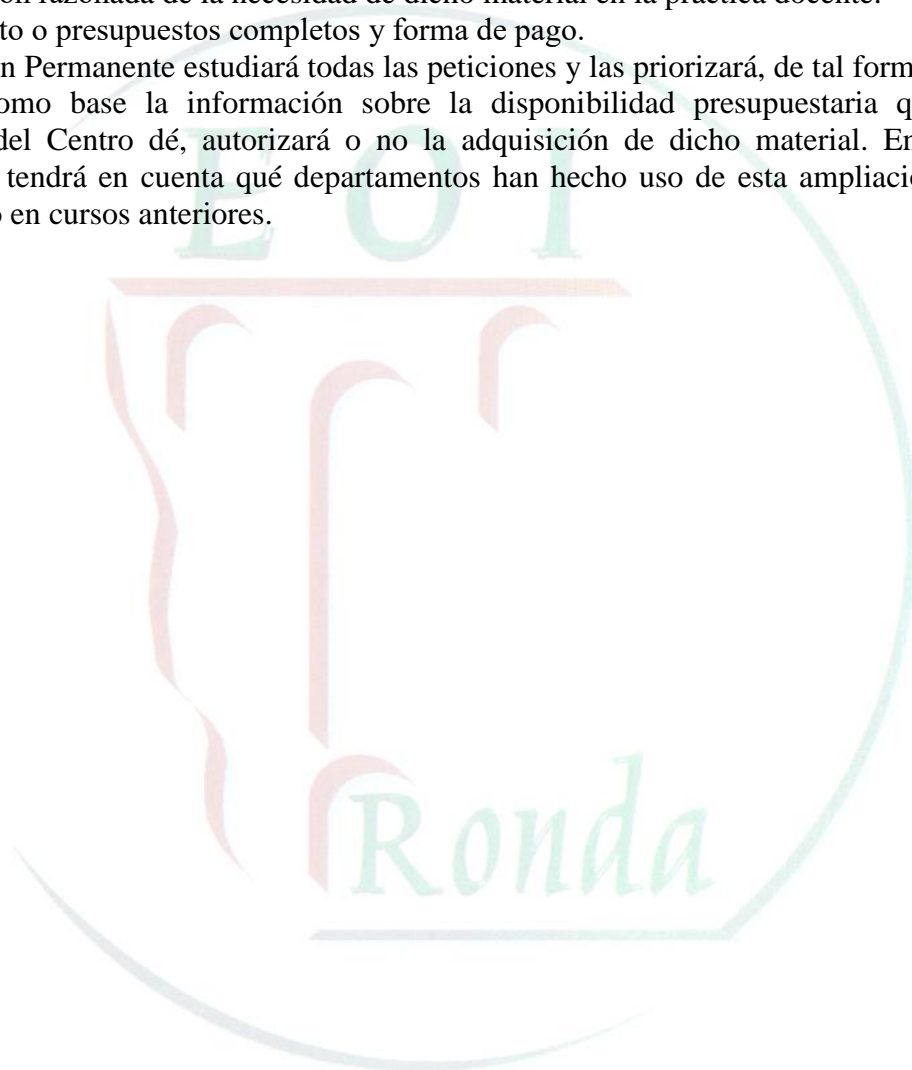 ón razonada de la necesidad de dicho material en la práctica docente.
to o presupuestos completos y forma de pago.
n Permanente estudiará todas las peticiones y las priorizará, de tal form
omo base la información sobre la disponibilidad presupuestaria q
del Centro dé, autorizará o no la adquisición de dicho material. En
tendrá en cuenta qué departamentos han hecho uso de esta ampliació
o en cursos anteriores.
E O I
Ronda